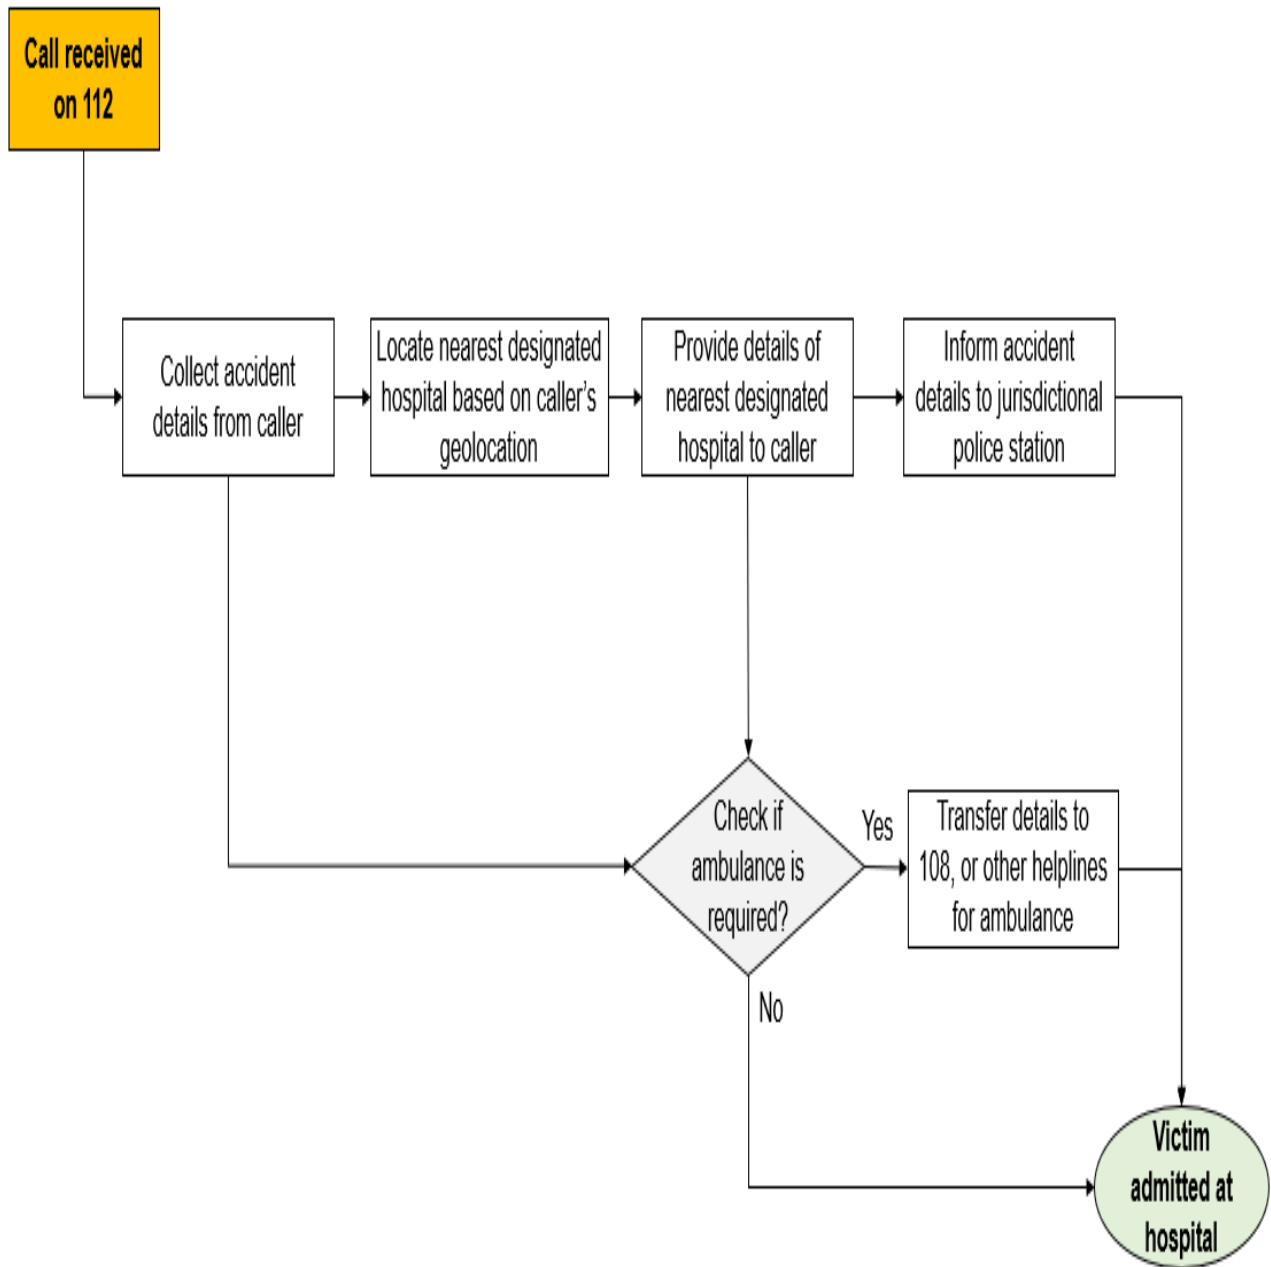 Call received
on 112
Collect accident
details from caller
Locate nearest designated
hospital based on caller’s
geolocation
Provide details of
nearest designated
hospital to caller
Inform accident
details to jurisdictional
police station
Check if
ambulance is
required?
Yes
Transfer details to
108, or other helplines
for ambulance
No
Victim
admitted at
hospital